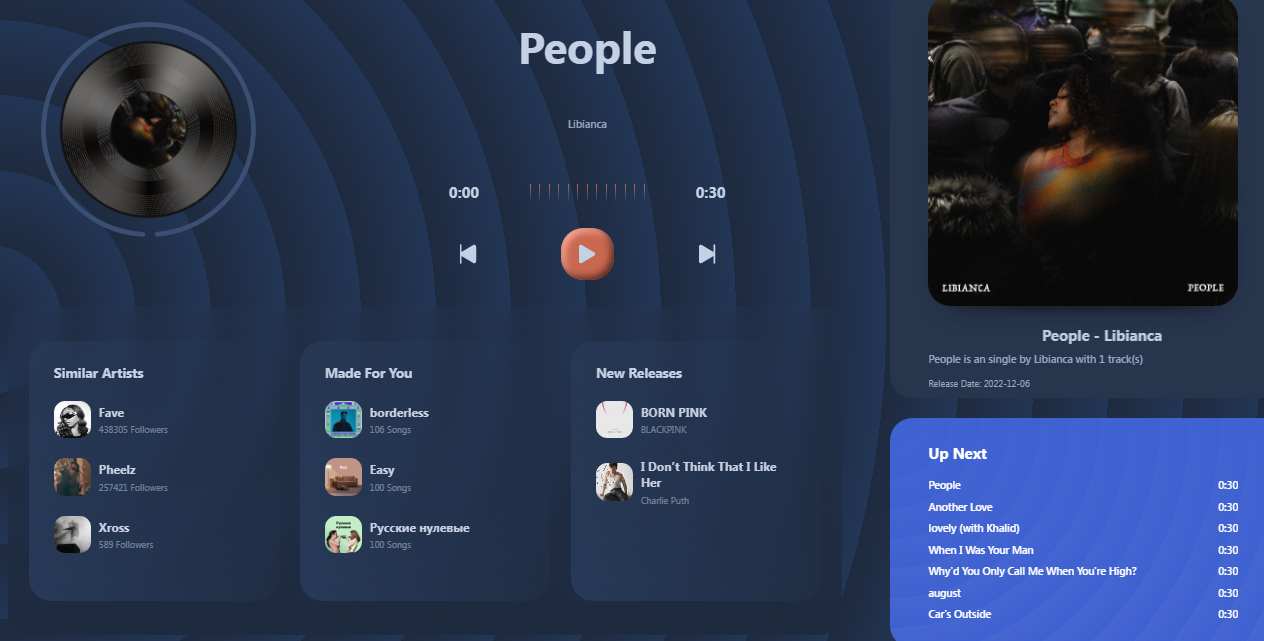 People
Libianca
0:00
0:30
Similar Artists
Fave
438305 Followers
Pheelz
257421 Followers
Xross
589 Followers
Made For You
borderless
106 Songs
Easy
100 Songs
Русские нулевые
100 Songs
New Releases
BORN PINK
BLACKPINK
I Don't Think That I Like
Her
Charlie Puth
LIBIANCA
PEOPLE
People - Libianca
People is an single by Libianca with 1 track(s)
Release Date: 2022-12-06
Up Next
People 0:30
Another Love 0:30
lovely (with Khalid) 0:30
When I Was Your Man 0:30
Why'd You Only Call Me When You're High? 0:30
august 0:30
Car's Outside 0:30